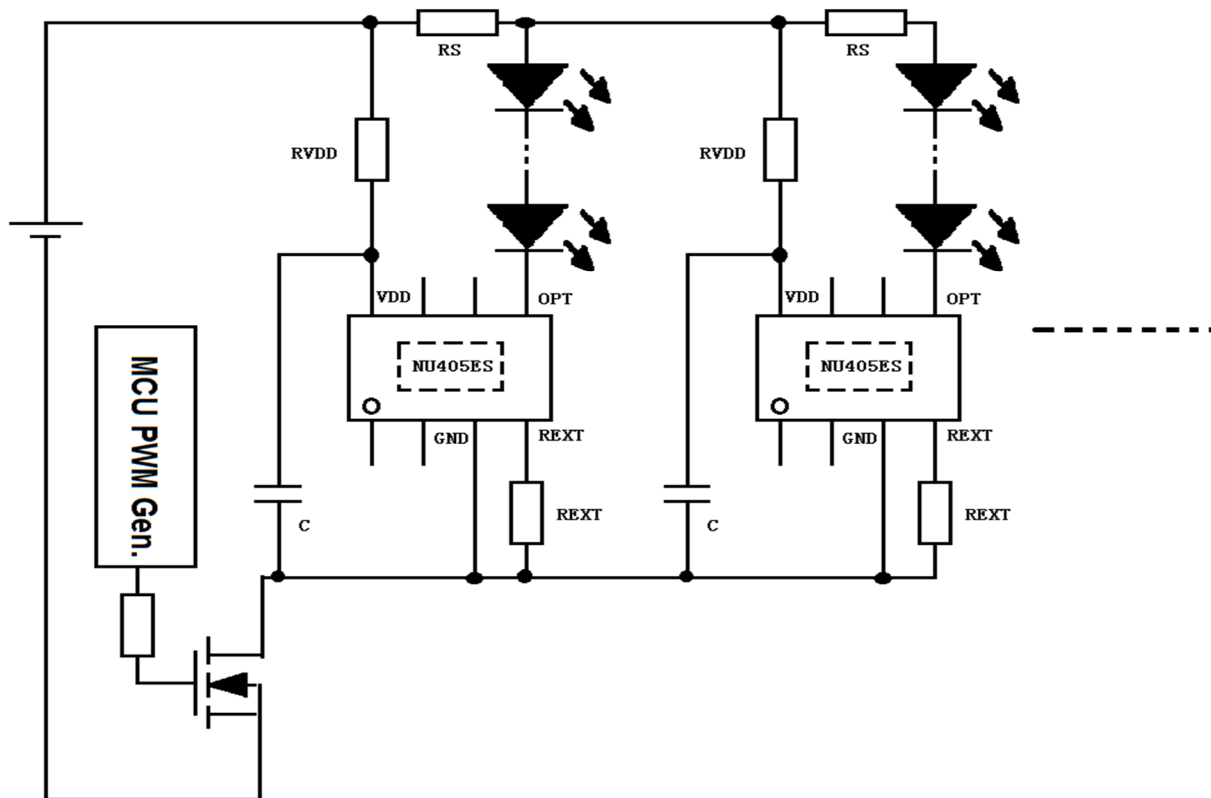 RS
RS
RVDD
RVDD
VDD
OPT
VDD
OPT
NU405ES
NU405ES
MCU PWM Gen.
GND
REXT
GND
REXT
C
REXT
C
REXT